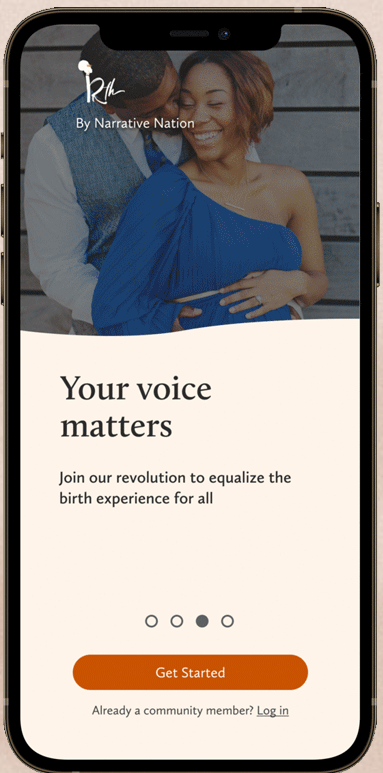 iRth
By Narrative Nation
Your voice
matters
Join our revolution to equalize the
birth experience for all
Get Started
Already a community member? Log in